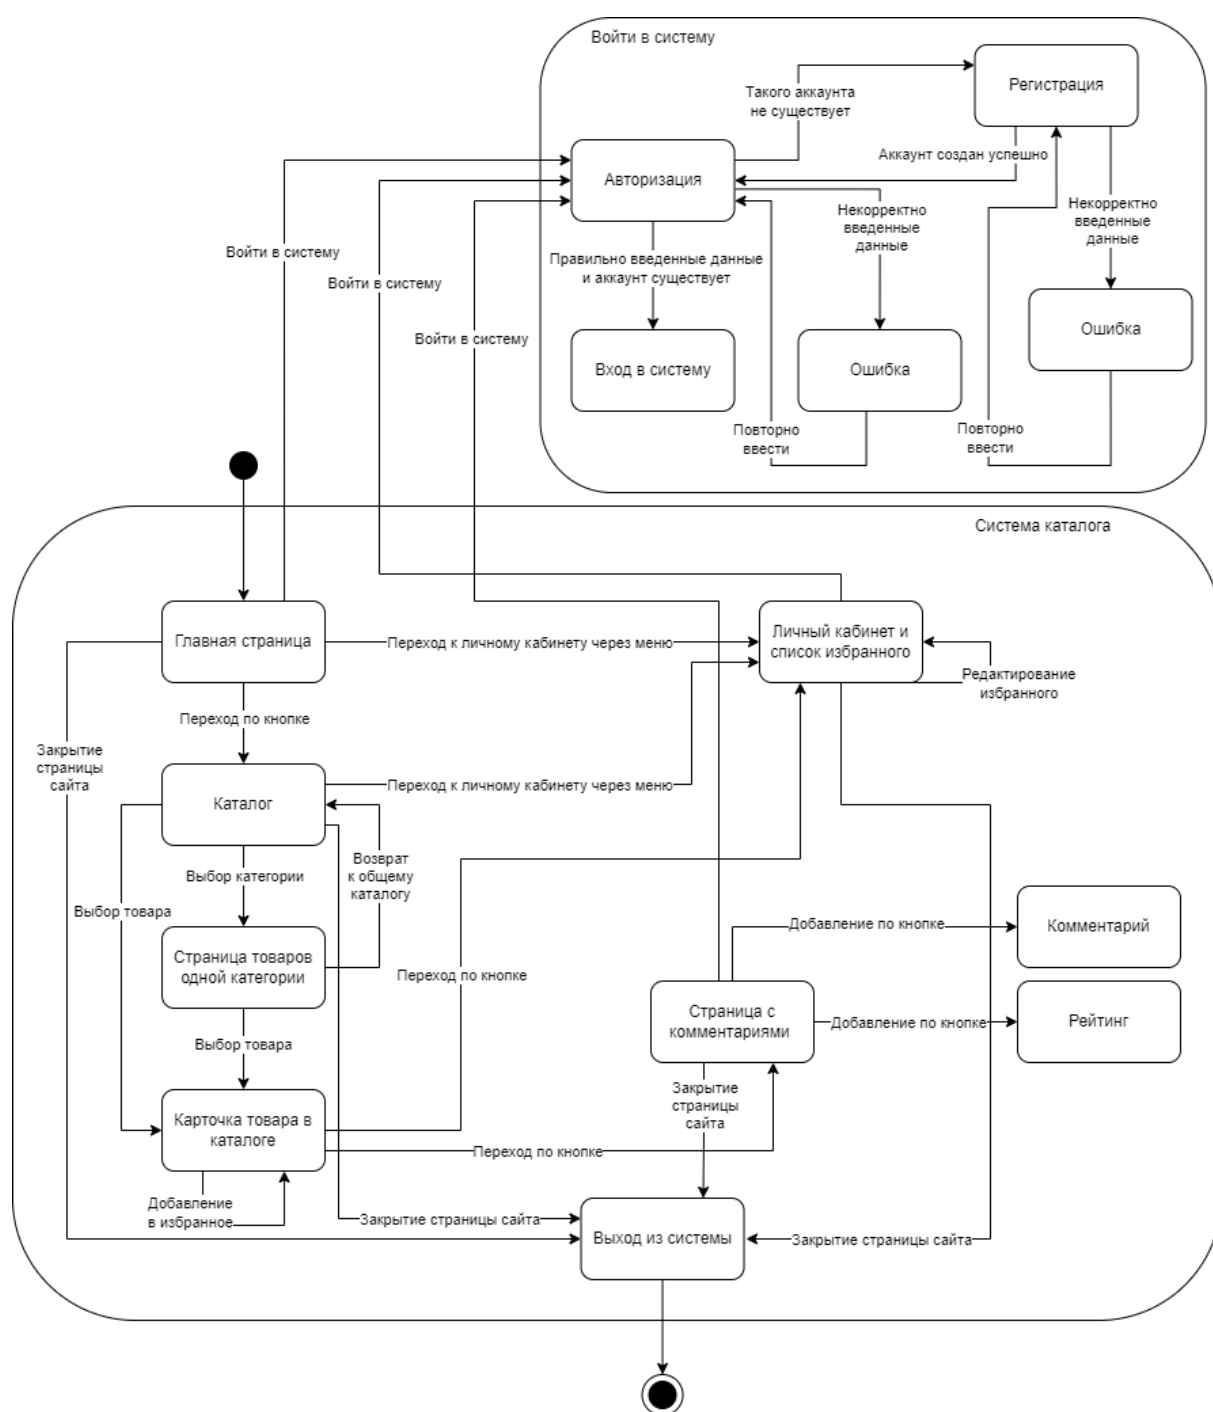 Войти в систему
Такого аккаунта
не существует
Регистрация
Аккаунт создан успешно
Авторизация
Некорректно
введенные
данные
Некорректно
введенные
данные
Войти в систему
Правильно введенные данные
и аккаунт существует
Войти в систему
Войти в систему
Вход в систему
Ошибка
Ошибка
Повторно
ввести
Повторно
ввести
Система каталога
Главная страница
Переход к личному кабинету через меню
Личный кабинет и
список избранного
Редактирование
избранного
Переход по кнопке
Закрытие
страницы
сайта
Каталог
Переход к личному кабинету через меню
Возврат
к общему
каталогу
Выбор категории
Выбор товара
Страница товаров
одной категории
Переход по кнопке
Добавление по кнопке
Комментарий
Страница с
комментариями
Добавление по кнопке
Рейтинг
Выбор товара
Закрытие
страницы
сайта
Карточка товара в
каталоге
Переход по кнопке
Добавление
в избранное
Закрытие страницы сайта
Выход из системы
Закрытие страницы сайта